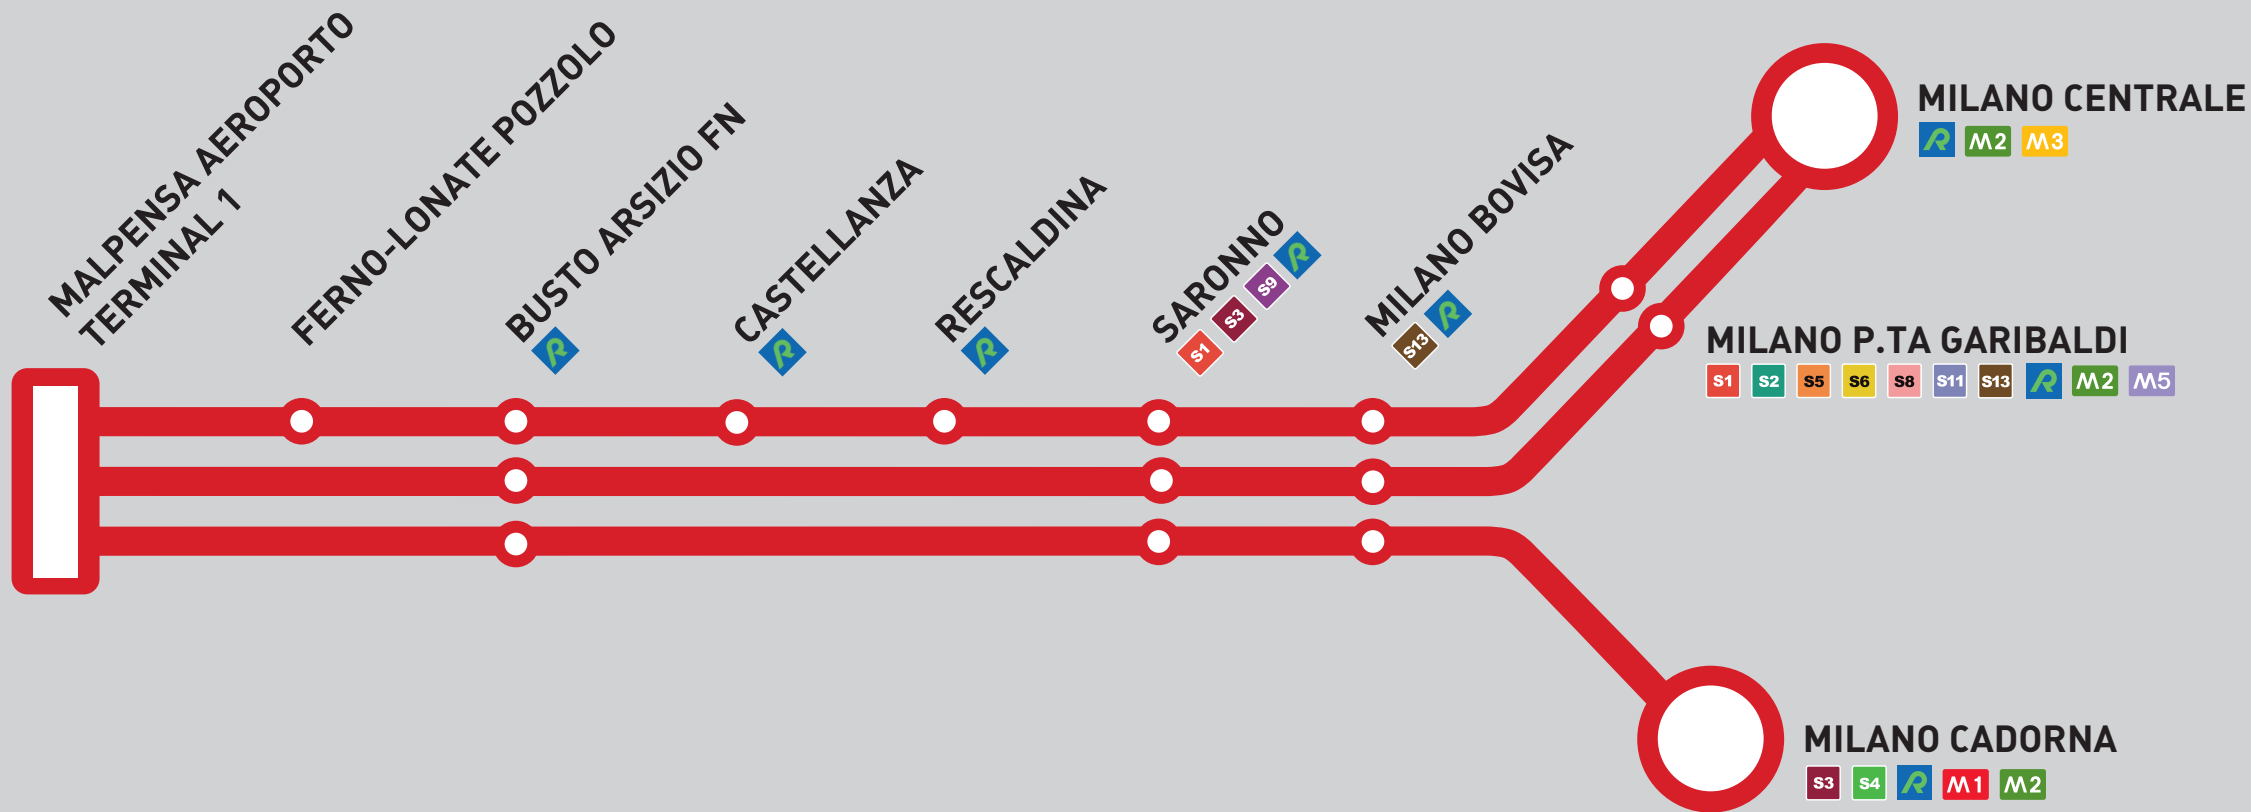 MALPENSA AEROPORTO
TERMINAL 1
FERNO-LONATE POZZOLO
BUSTO ARSIZIO FN
R
CASTELLANZA
R
RESCALDINA
R
SARONNO
S1 S3 S9 R
MILANO BOVISA
S13 R
MILANO CENTRALE
R M2 M3
MILANO P.TA GARIBALDI
S1 S2 S5 S6 S8 S11 S13 R M2 M5
MILANO CADORNA
S3 S4 R M1 M2